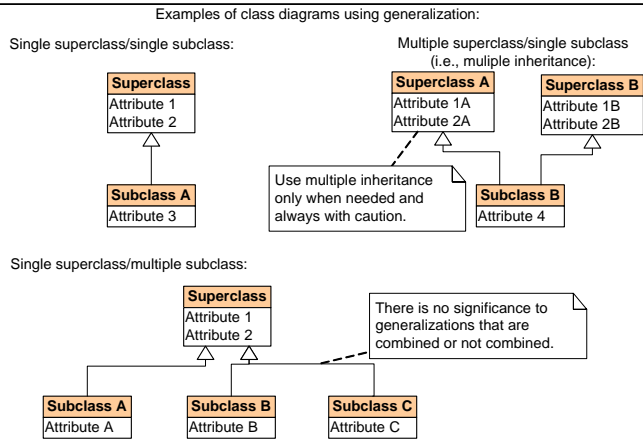 Examples of class diagrams using generalization:
Single superclass/single subclass:
Superclass
Attribute 1
Attribute 2
Subclass A
Attribute 3
Multiple superclass/single subclass
(i.e., muliple inheritance):
Superclass A
Attribute 1A
Attribute 2A
Superclass B
Attribute 1B
Attribute 2B
Use multiple inheritance
only when needed and
always with caution.
Subclass B
Attribute 4
Single superclass/multiple subclass:
Superclass
Attribute 1
Attribute 2
There is no significance to
generalizations that are
combined or not combined.
Subclass A
Attribute A
Subclass B
Attribute B
Subclass C
Attribute C